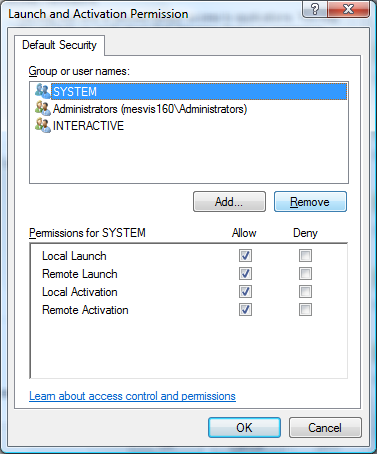 Launch and Activation Permission
Default Security
Group or user names:
SYSTEM
Administrators (mesvis160\Administrators)
INTERACTIVE
Add... Remove
Permissions for SYSTEM Allow Deny
Local Launch
Remote Launch
Local Activation
Remote Activation
Learn about access control and permissions
OK Cancel